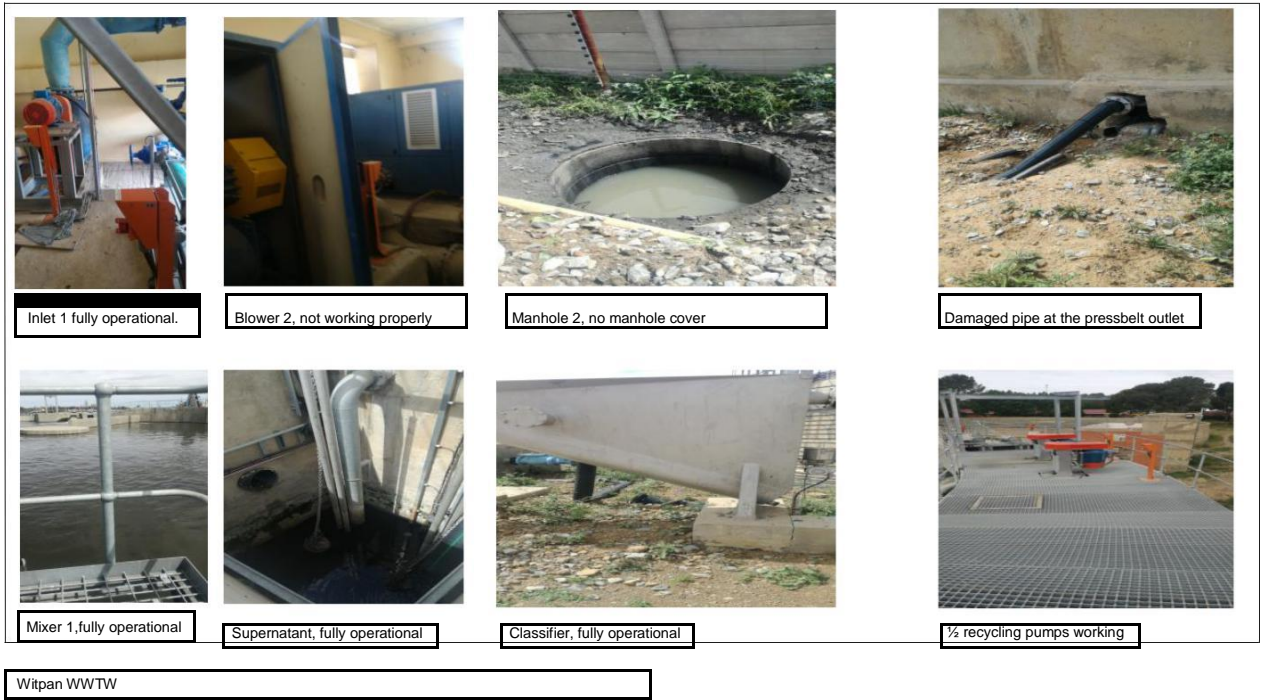 Inlet 1 fully operational.
Blower 2, not working properly
Manhole 2, no manhole cover
Damaged pipe at the pressbelt outlet
Mixer 1,fully operational
Supernatant, fully operational
Classifier, fully operational
½ recycling pumps working
Witpan WWTW